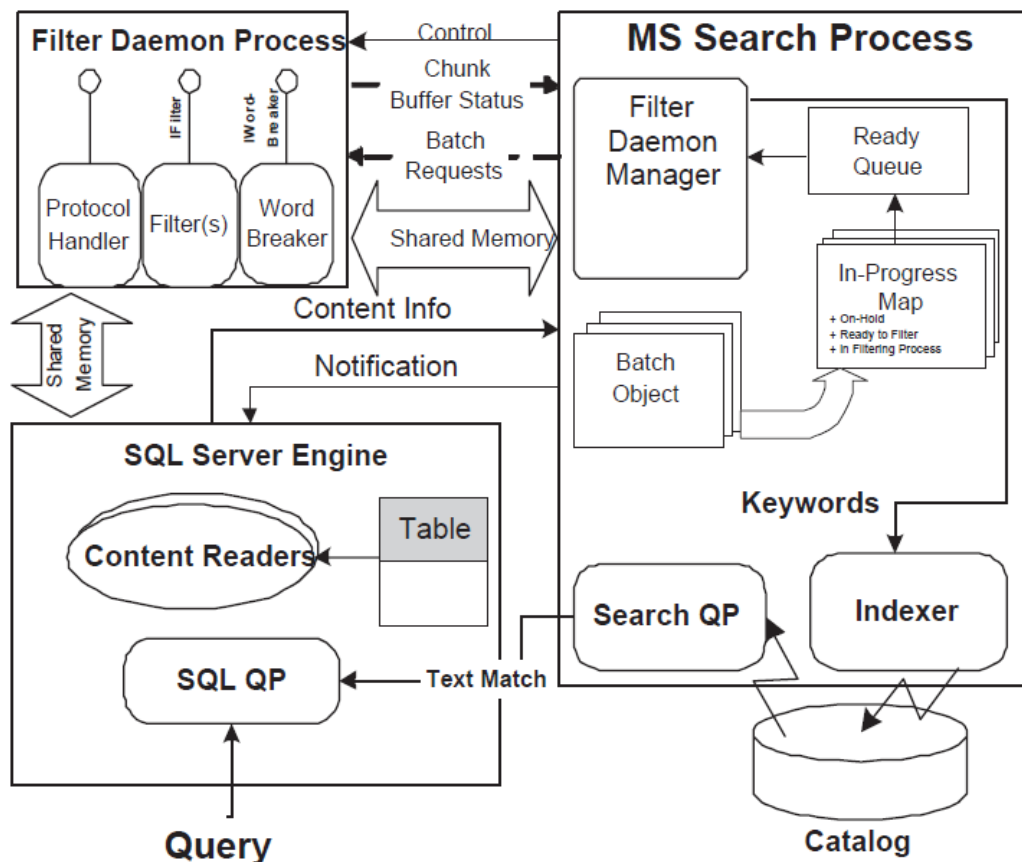 Filter Daemon Process
IFilter
IWord-
Breaker
Protocol
Handler
Filter(s)
Word
Breaker
Control
Chunk
Buffer Status
Batch
Requests
Shared Memory
MS Search Process
Filter
Daemon
Manager
Ready
Queue
In-Progress
Map
+ On-Hold
+ Ready to Filter
+ In Filtering Process
Batch
Object
Shared
Memory
Content Info
Notification
SQL Server Engine
Content Readers
Table
SQL QP
Text Match
Keywords
Search QP
Indexer
Query
Catalog